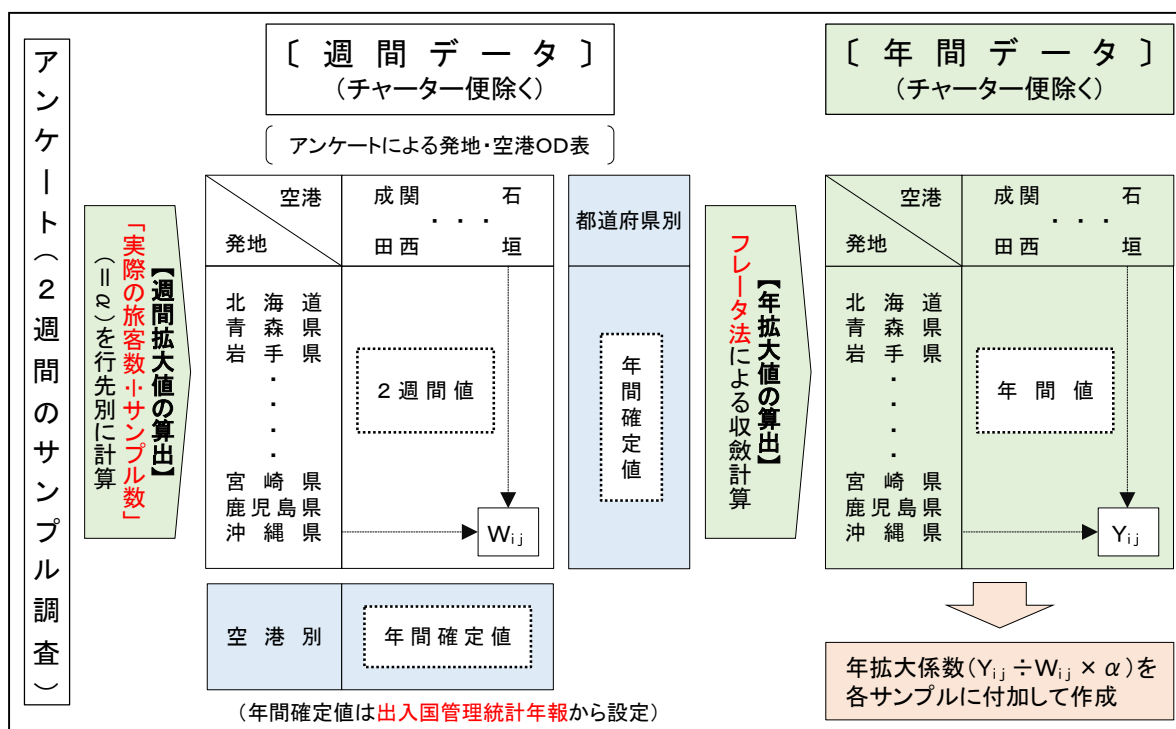 アンケート（２週間のサンプル調査）
〔週間データ〕
（チャーター便除く）
アンケートによる発地・空港OD表
【週間拡大値の算出】
「実際の旅客数÷サンプル数」
（＝α）を行先別に計算
空港
発地
成関　石
・・・
田西　垣
都道府県別
北海道
青森県
岩手県
・
・
・
・
・
宮崎県
鹿児島県
沖縄県
２週間値
Wij
年間確定値
空港別
年間確定値
（年間確定値は出入国管理統計年報から設定）
【年拡大値の算出】
フレータ法による収斂計算
〔年間データ〕
（チャーター便除く）
空港
発地
成関　石
・・・
田西　垣
北海道
青森県
岩手県
・
・
・
・
・
宮崎県
鹿児島県
沖縄県
年間値
Yij
年拡大係数（Yij÷Wij×α）を
各サンプルに付加して作成